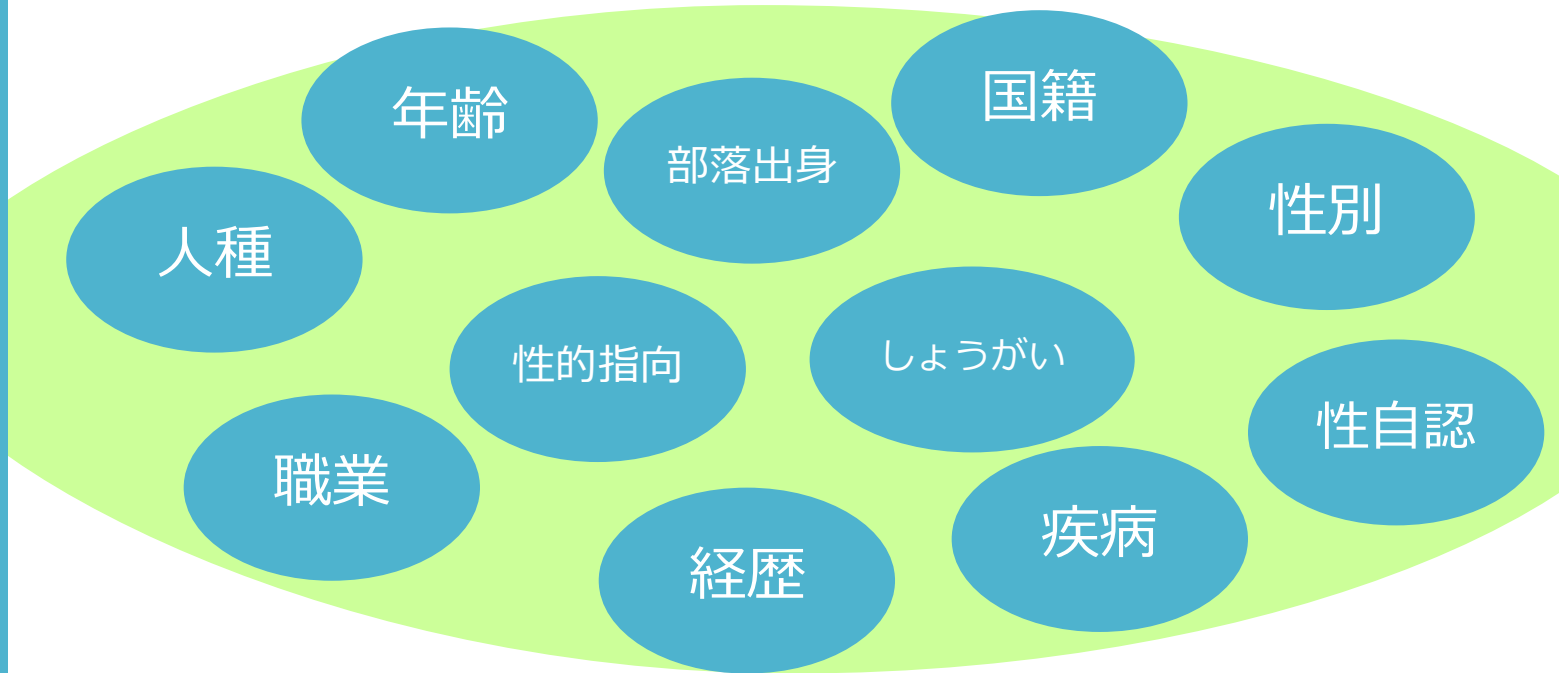 年齢
部落出身
国籍
性別
人種
性的指向
しょうがい
性自認
職業
経歴
疾病